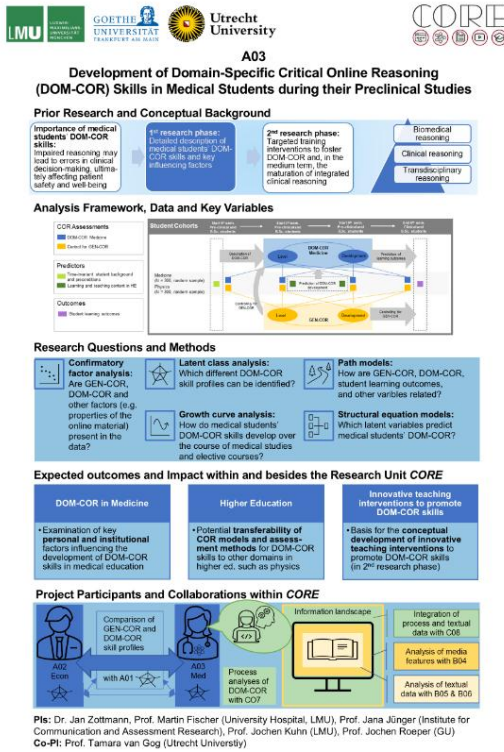 LMU
LUDWIG-
MAXIMILIANS-
UNIVERSITÄT
MÜNCHEN
GOETHE
UNIVERSITÄT
FRANKFURT AM MAIN
Utrecht
University
CORE
A03
Development of Domain-Specific Critical Online Reasoning
(DOM-COR) Skills in Medical Students during their Preclinical Studies
Prior Research and Conceptual Background
Importance of medical
students' DOM-COR
skills:
Impaired reasoning may
lead to errors in clinical
decision-making, ultima-
tely affecting patient
safety and well-being
1st research phase:
Detailed description of
medical students' DOM-
COR skills and key
influencing factors
2nd research phase:
Targeted training
interventions to foster
DOM-COR and, in the
medium term, the
maturation of integrated
clinical reasoning
Biomedical
reasoning
Clinical reasoning
Transdisciplinary
reasoning
Analysis Framework, Data and Key Variables
COR Assessments
DOM-COR Medicine
Control for GEN-COR
Predictors
Learning and teaching content in HE
Outcomes
Student learning outcomes
Student Cohorts
DOM-COR
Medicine
Level
Development
Medicine
Physics
Level
Development
GEN-COR
Research Questions and Methods
Confirmatory
factor analysis:
Are GEN-COR,
DOM-COR and
other factors (e.g.
properties of the
online material)
present in the
data?
Latent class analysis:
Which different DOM-COR
skill profiles can be identified?
Growth curve analysis:
How do medical students'
DOM-COR skills develop over
the course of medical studies
and elective courses?
Path models:
How are GEN-COR, DOM-COR,
student learning outcomes,
and other varibles related?
Structural equation models:
Which latent variables predict
medical students' DOM-COR?
Expected outcomes and Impact within and besides the Research Unit CORE
DOM-COR in Medicine
•Examination of key
personal and institutional
factors influencing the
development of DOM-COR
skills in medical education
Higher Education
•Potential transferability of
COR models and assess-
ment methods for DOM-COR
skills to other domains in
higher ed. such as physics
Innovative teaching
interventions to promote
DOM-COR skills
•Basis for the conceptual
development of innovative
teaching interventions to
promote DOM-COR skills
(in 2nd research phase)
Project Participants and Collaborations within CORE
A02
Econ
Comparison of
GEN-COR and
DOM-COR
skill profiles
with A01
A03
Med
Process
analyses of
DOM-COR
with CO7
Information landscape
Integration of
process and textual
data with C08
Analysis of media
features with B04
Analysis of textual
data with B05 & B06
PIs: Dr. Jan Zottmann, Prof. Martin Fischer (University Hospital, LMU), Prof. Jana Jünger (Institute for
Communication and Assessment Research), Prof. Jochen Kuhn (LMU), Prof. Jochen Roeper (GU)
Co-PI: Prof. Tamara van Gog (Utrecht Universtiy)